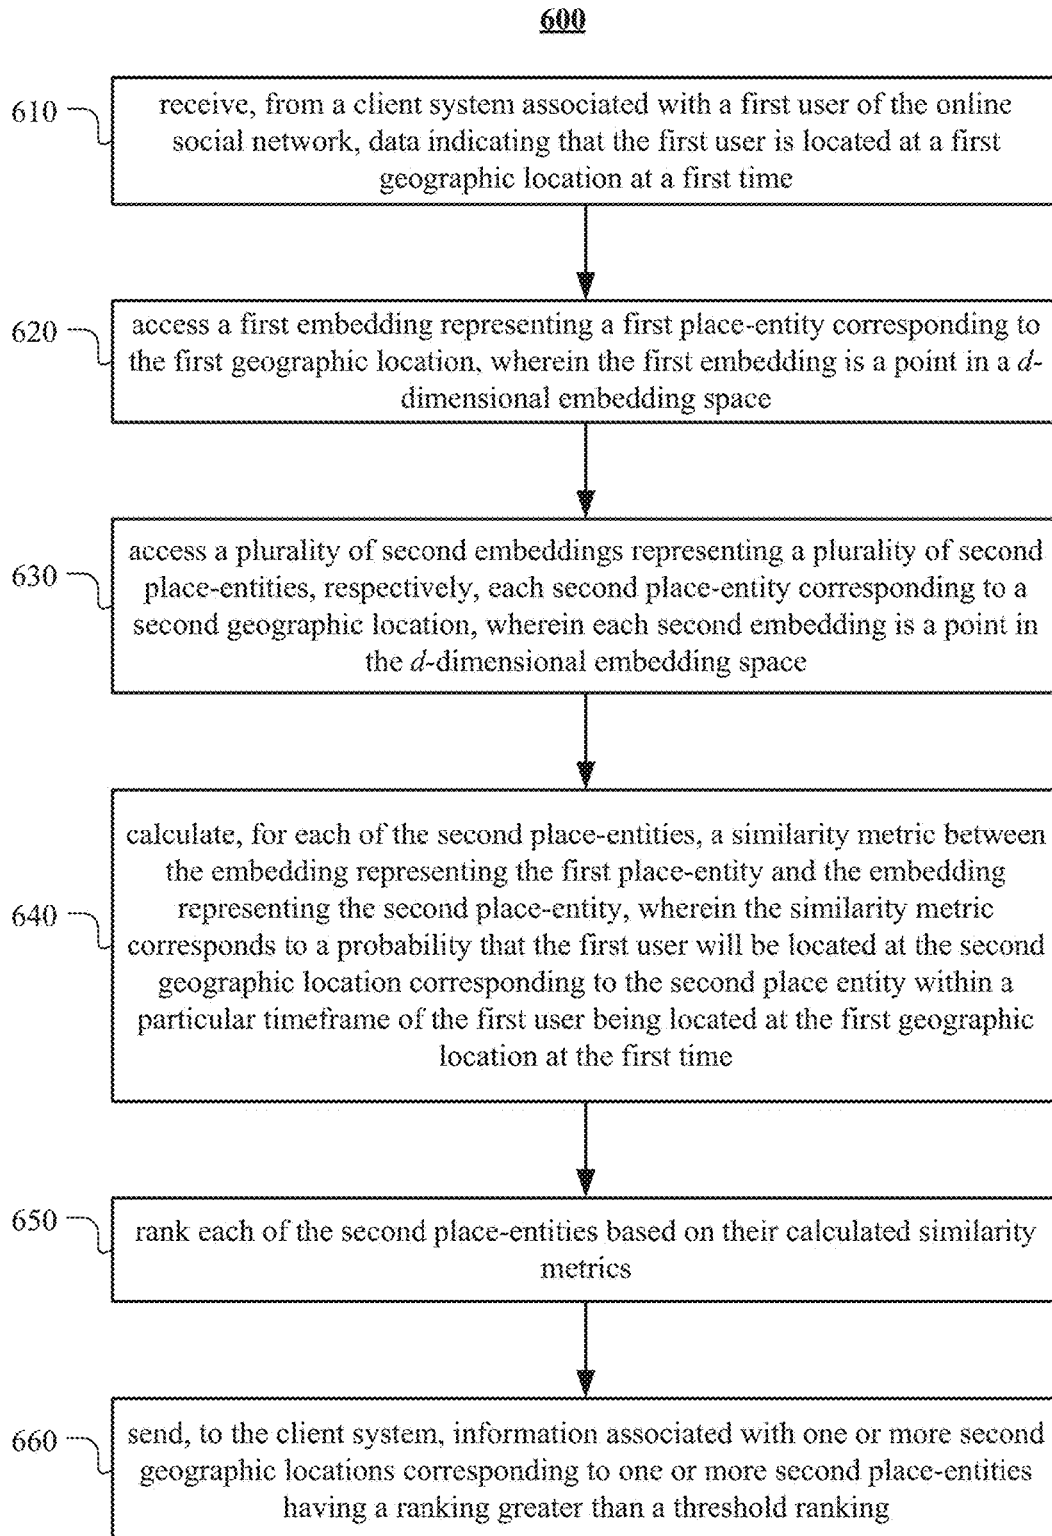 600
610
receive, from a client system associated with a first user of the online
social network, data indicating that the first user is located at a first
geographic location at a first time
620
access a first embedding representing a first place-entity corresponding to
the first geographic location, wherein the first embedding is a point in a d-
dimensional embedding space
630
access a plurality of second embeddings representing a plurality of second
place-entities, respectively, each second place-entity corresponding to a
second geographic location, wherein each second embedding is a point in
the d-dimensional embedding space
640
calculate, for each of the second place-entities, a similarity metric between
the embedding representing the first place-entity and the embedding
representing the second place-entity, wherein the similarity metric
corresponds to a probability that the first user will be located at the second
geographic location corresponding to the second place entity within a
particular timeframe of the first user being located at the first geographic
location at the first time
650
rank each of the second place-entities based on their calculated similarity
metrics
660
send, to the client system, information associated with one or more second
geographic locations corresponding to one or more second place-entities
having a ranking greater than a threshold ranking